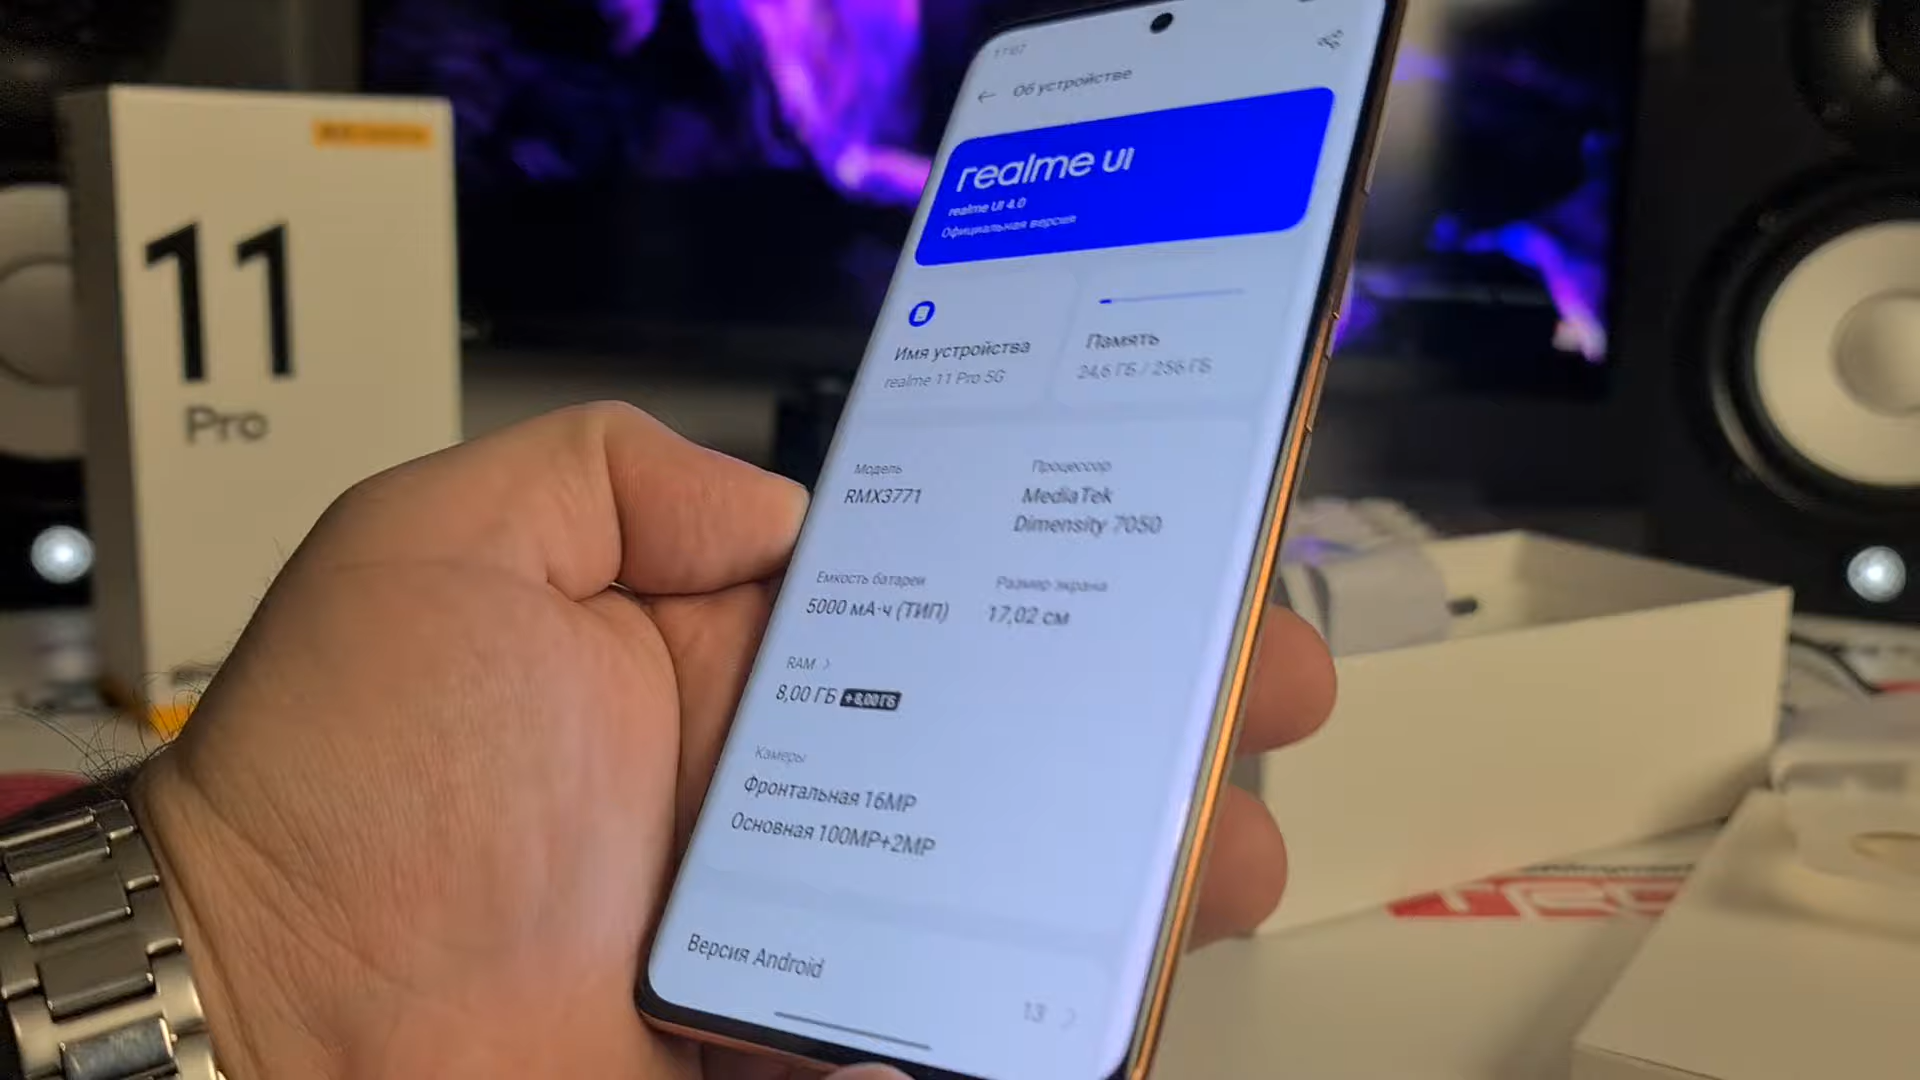 11
Pro
17:07
Об устройстве
realme UI
realme UI 4.0
Официальная версия
Имя устройства
realme 11 Pro 5G
Память
24,6 ГБ / 256 ГБ
Модель
RMX3771
Процессор
MediaTek
Dimensity 7050
Емкость батареи
5000 мА·ч (ТИП)
Размер экрана
17,02 см
RAM
8,00 ГБ +8,00 ГБ
Камеры
Фронтальная 16MP
Основная 100MP+2MP
Версия Android
13